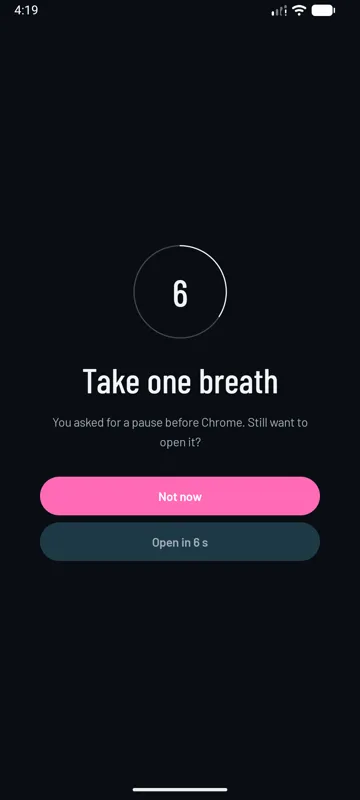 4:19
6
Take one breath
You asked for a pause before Chrome. Still want to
open it?
Not now
Open in 6 s